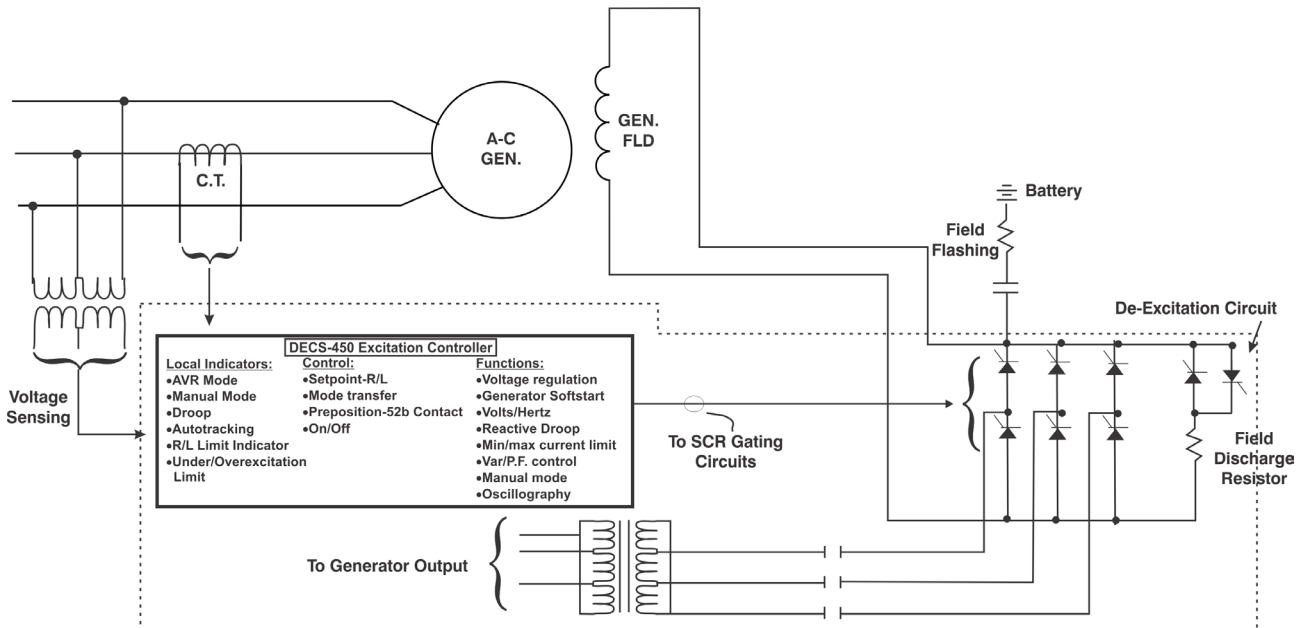 A-C
GEN.
GEN.
FLD
C.T.
Battery
Field
Flashing
De-Excitation Circuit
Voltage
Sensing
DECS-450 Excitation Controller
Local Indicators:
•AVR Mode
•Manual Mode
•Droop
•Autotracking
•R/L Limit Indicator
•Under/Overexcitation
Limit
Control:
•Setpoint-R/L
•Mode transfer
•Preposition-52b Contact
•On/Off
Functions:
•Voltage regulation
•Generator Softstart
•Volts/Hertz
•Reactive Droop
•Min/max current limit
•Var/P.F. control
•Manual mode
•Oscillography
To SCR Gating
Circuits
Field
Discharge
Resistor
To Generator Output